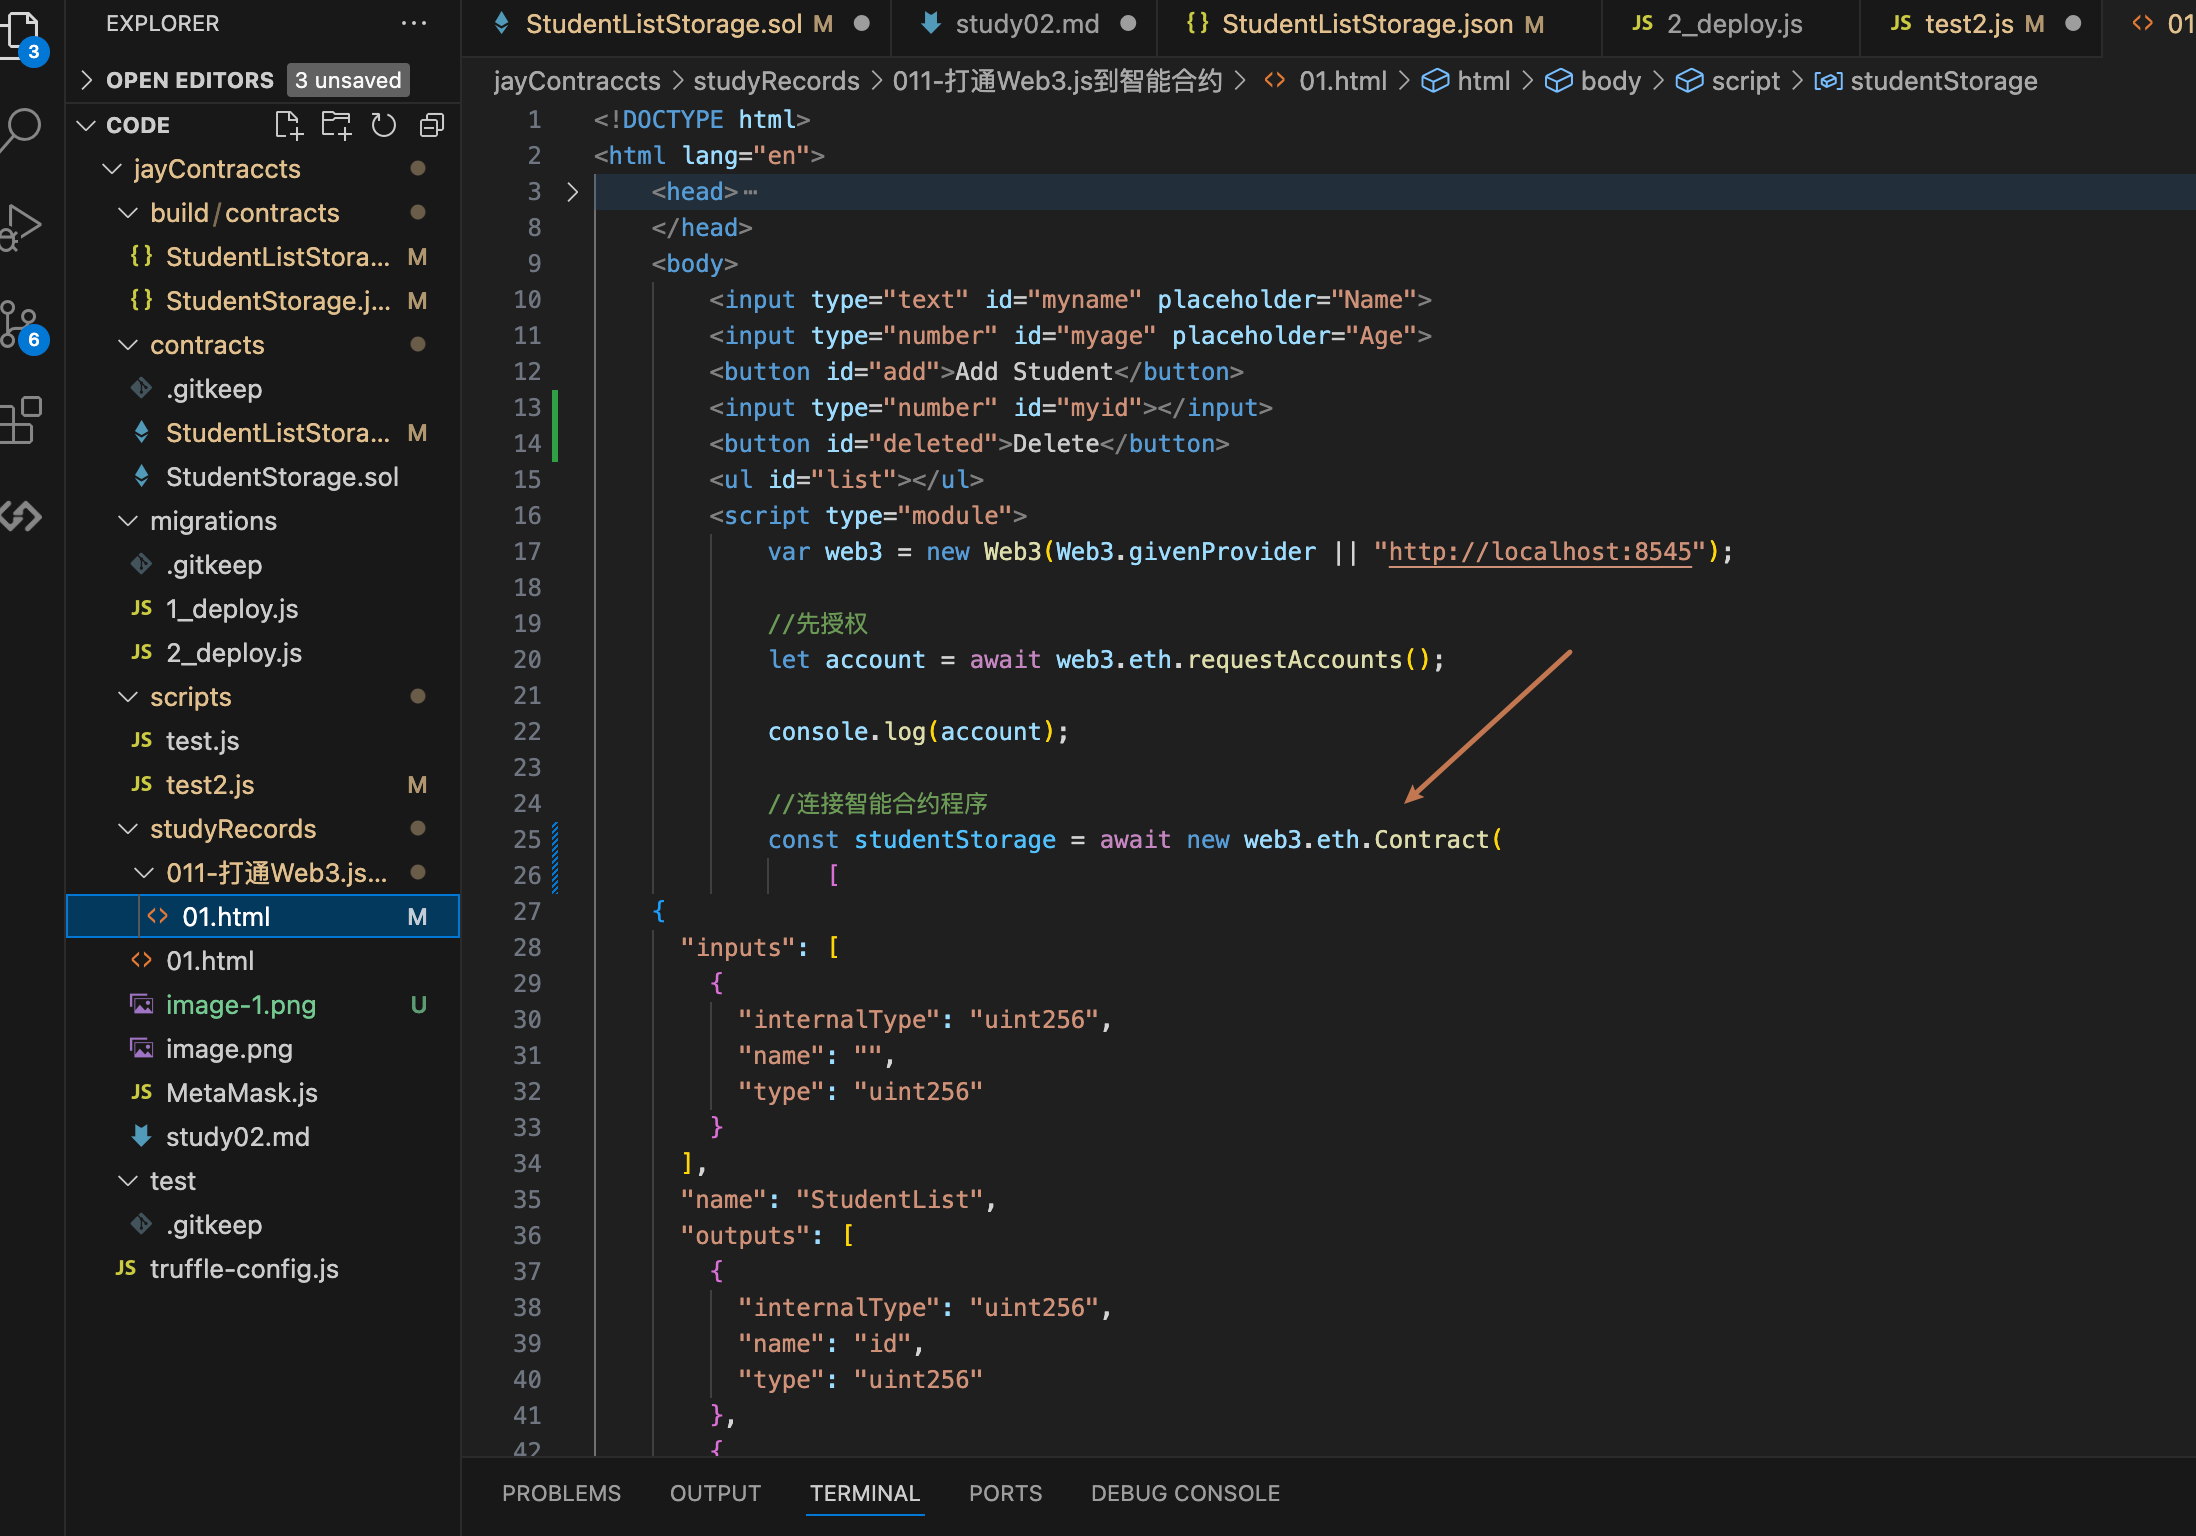 EXPLORER
OPEN EDITORS 3 unsaved
CODE
jayContraccts
build/contracts
StudentListStora... M
StudentStorage.j... M
contracts
.gitkeep
StudentListStora... M
StudentStorage.sol
migrations
.gitkeep
JS 1_deploy.js
JS 2_deploy.js
scripts
JS test.js
JS test2.js M
studyRecords
011-打通Web3.js...
01.html M
01.html
image-1.png U
image.png
JS MetaMask.js
study02.md
test
.gitkeep
JS truffle-config.js
3
6
StudentListStorage.sol M
study02.md
{} StudentListStorage.json M
JS 2_deploy.js
JS test2.js M
01
jayContraccts > studyRecords > 011-打通Web3.js到智能合约 > 01.html > html > body > script > studentStorage
1 <!DOCTYPE html>
2 <html lang="en">
3 <head>…
8 </head>
9 <body>
10 <input type="text" id="myname" placeholder="Name">
11 <input type="number" id="myage" placeholder="Age">
12 <button id="add">Add Student</button>
13 <input type="number" id="myid"></input>
14 <button id="deleted">Delete</button>
15 <ul id="list"></ul>
16 <script type="module">
17 var web3 = new Web3(Web3.givenProvider || "http://localhost:8545");
18
19 //先授权
20 let account = await web3.eth.requestAccounts();
21
22 console.log(account);
23
24 //连接智能合约程序
25 const studentStorage = await new web3.eth.Contract(
26 [
27 {
28 "inputs": [
29 {
30 "internalType": "uint256",
31 "name": "",
32 "type": "uint256"
33 }
34 ],
35 "name": "StudentList",
36 "outputs": [
37 {
38 "internalType": "uint256",
39 "name": "id",
40 "type": "uint256"
41 },
42 {
PROBLEMS OUTPUT TERMINAL PORTS DEBUG CONSOLE